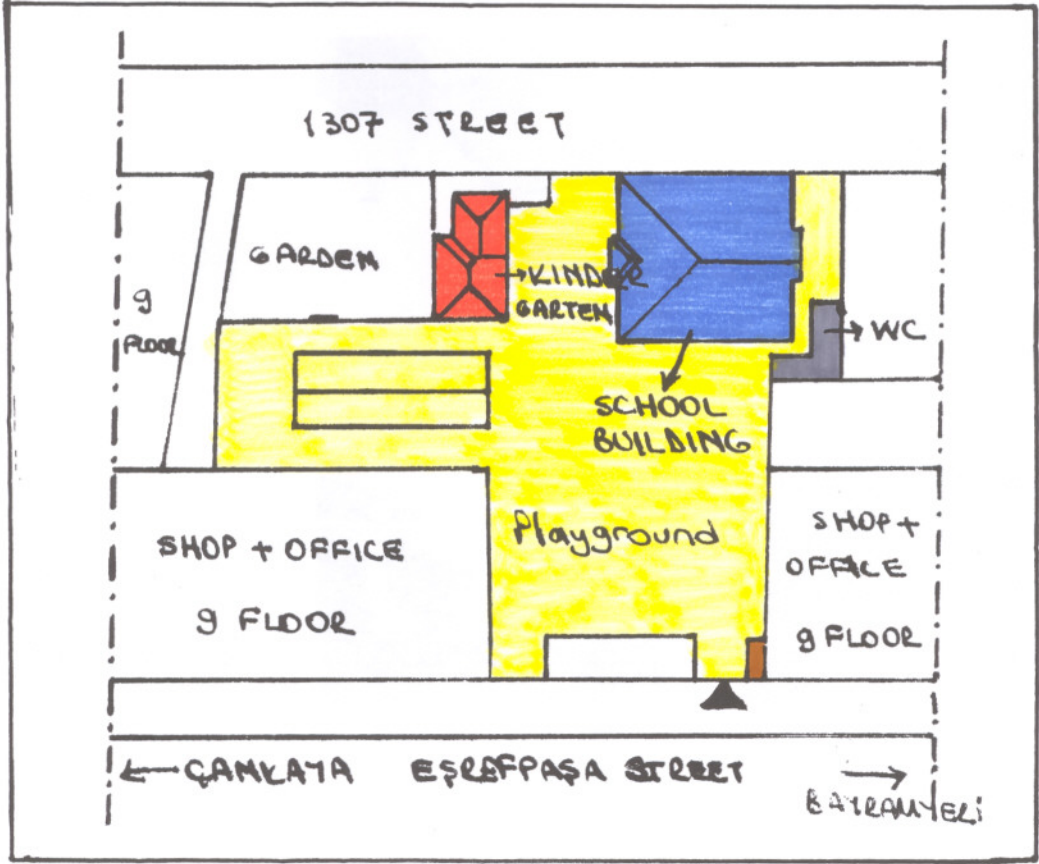 1307 STREET
GARDEN
KINDER
GARTEN
9
FLOOR
WC
SCHOOL
BUILDING
Playground
SHOP + OFFICE
9 FLOOR
SHOP +
OFFICE
9 FLOOR
← ÇANKAYA EŞREFPAŞA STREET →
BAYRAMYERİ